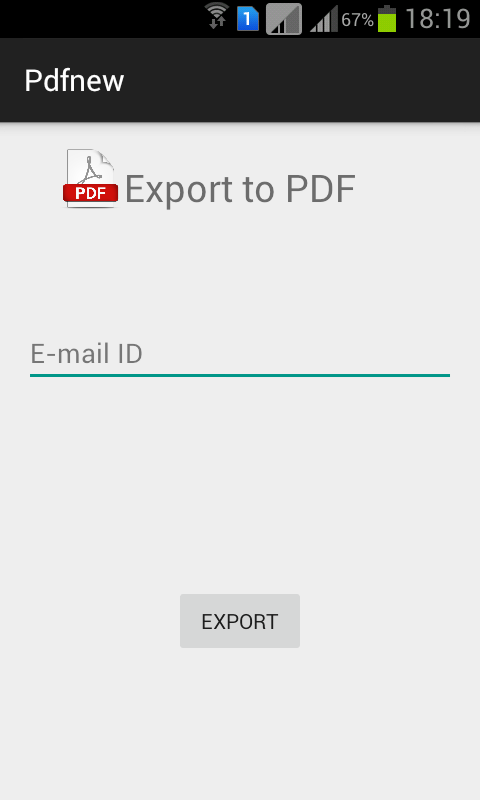 1 67% 18:19
Pdfnew
PDF Export to PDF
E-mail ID
EXPORT